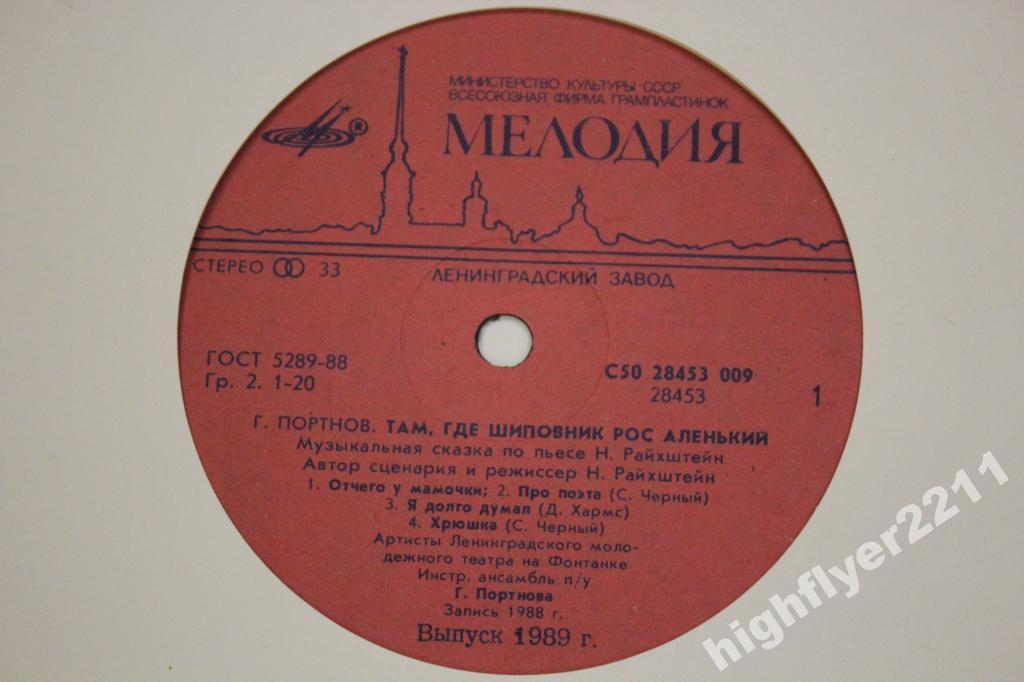 МИНИСТЕРСТВО КУЛЬТУРЫ СССР
ВСЕСОЮЗНАЯ ФИРМА ГРАМПЛАСТИНОК
МЕЛОДИЯ
®
СТЕРЕО 33
ЛЕНИНГРАДСКИЙ ЗАВОД
ГОСТ 5289-88
Гр. 2. 1-20
С50 28453 009
28453
1
Г. ПОРТНОВ. ТАМ, ГДЕ ШИПОВНИК РОС АЛЕНЬКИЙ
Музыкальная сказка по пьесе Н. Райхштейн
Автор сценария и режиссер Н. Райхштейн
1. Отчего у мамочки; 2. Про поэта (С. Черный)
3. Я долго думал (Д. Хармс)
4. Хрюшка (С. Черный)
Артисты Ленинградского моло-
дежного театра на Фонтанке
Инстр. ансамбль п/у
Г. Портнова
Запись 1988 г.
Выпуск 1989 г.
highflyer2211